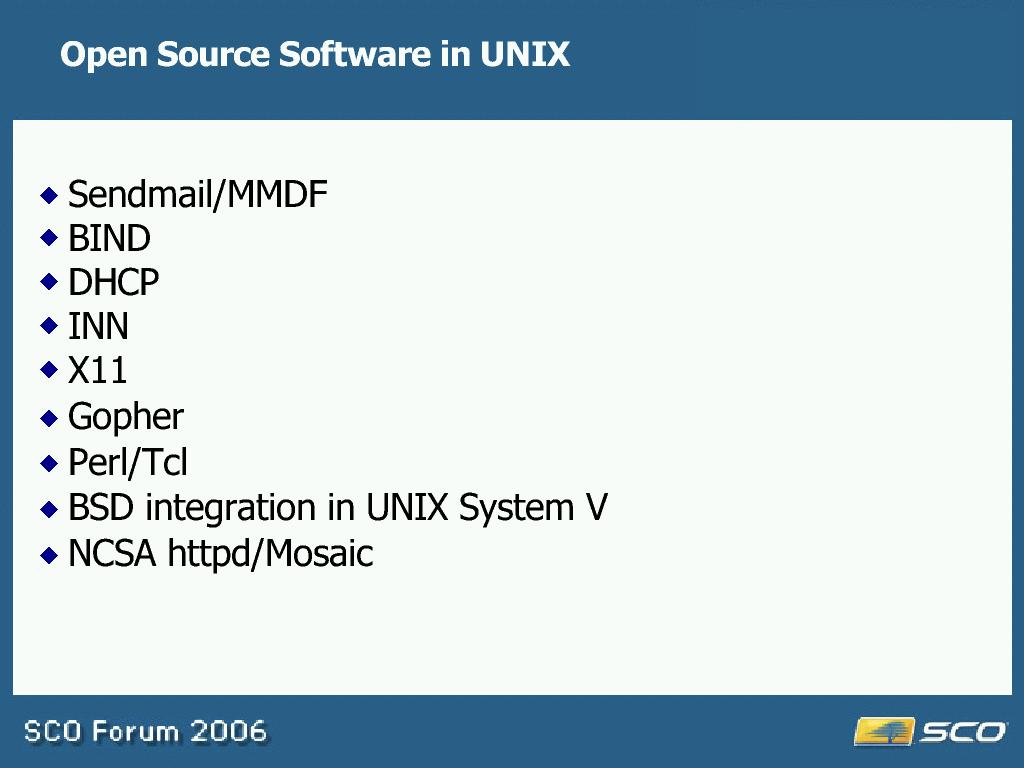 Open Source Software in UNIX
Sendmail/MMDF
BIND
DHCP
INN
X11
Gopher
Perl/Tcl
BSD integration in UNIX System V
NCSA httpd/Mosaic
SCO Forum 2006
SCO